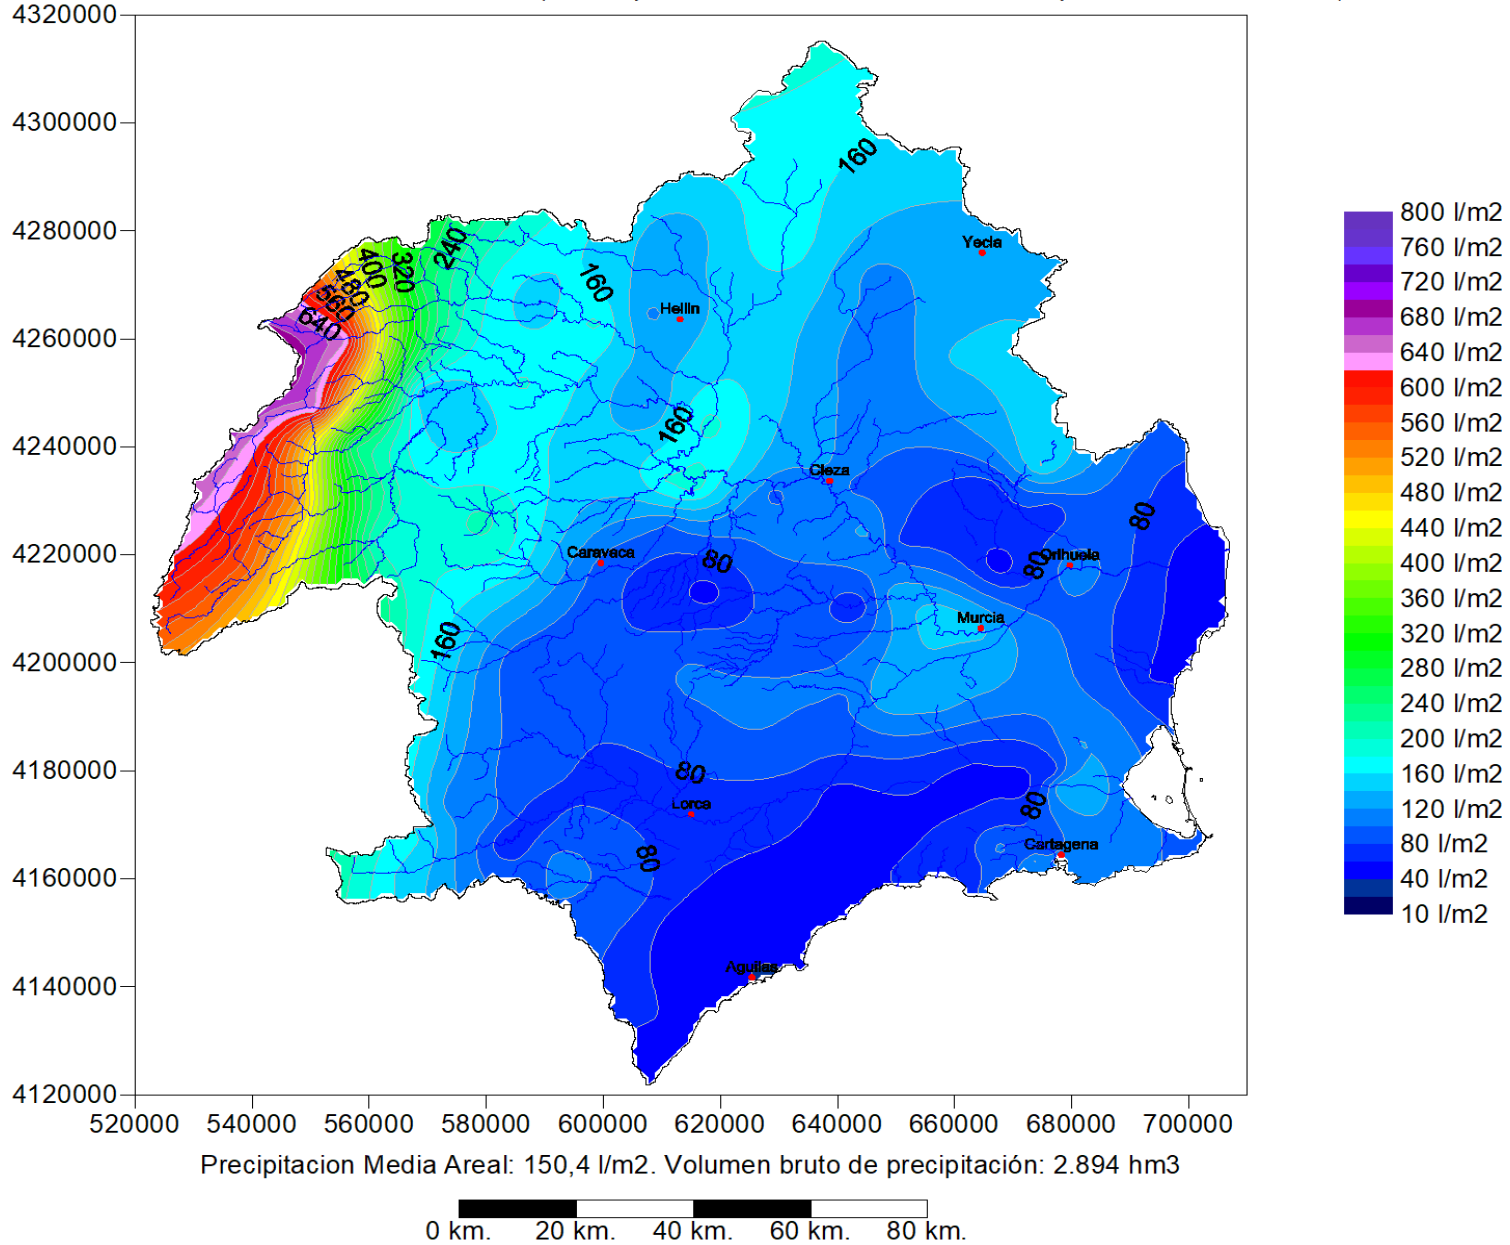 4320000
4300000
4280000
4260000
4240000
4220000
4200000
4180000
4160000
4140000
4120000
520000 540000 560000 580000 600000 620000 640000 660000 680000 700000
160
Yecla
240
400
320
480
560
640
160
Hellin
160
Cieza
80
Caravaca
80
80
Orihuela
Murcia
160
80
Lorca
80
80
Cartagena
Aguilas
800 l/m2
760 l/m2
720 l/m2
680 l/m2
640 l/m2
600 l/m2
560 l/m2
520 l/m2
480 l/m2
440 l/m2
400 l/m2
360 l/m2
320 l/m2
280 l/m2
240 l/m2
200 l/m2
160 l/m2
120 l/m2
80 l/m2
40 l/m2
10 l/m2
Precipitacion Media Areal: 150,4 l/m2. Volumen bruto de precipitación: 2.894 hm3
0 km. 20 km. 40 km. 60 km. 80 km.